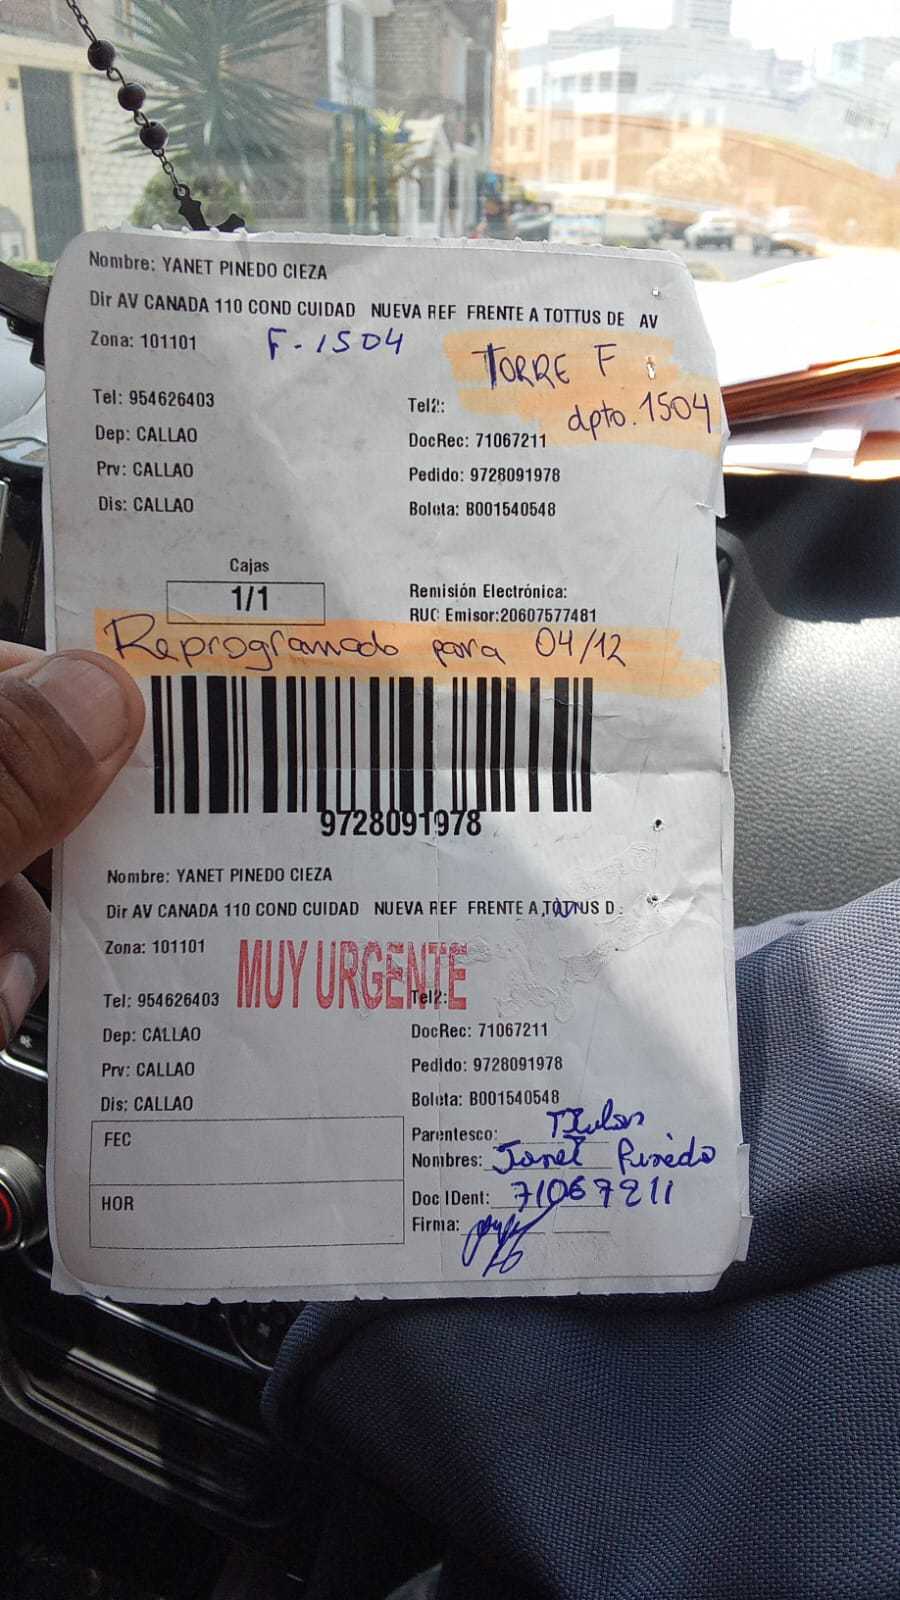 Nombre: YANET PINEDO CIEZA
Dir AV CANADA 110 COND CUIDAD NUEVA REF FRENTE A TOTTUS DE AV
Zona: 101101
F-1504
TORRE F
dpto. 1504
Tel: 954626403
Tel2:
Dep: CALLAO
DocRec: 71067211
Prv: CALLAO
Pedido: 9728091978
Dis: CALLAO
Boleta: B001540548
Cajas
1/1
Remisión Electrónica:
RUC Emisor:20607577481
Reprogramado para 04/12
9728091978
Nombre: YANET PINEDO CIEZA
Dir AV CANADA 110 COND CUIDAD NUEVA REF FRENTE A TOTTUS D
Zona: 101101
MUY URGENTE
Tel: 954626403
Tel2:
Dep: CALLAO
DocRec: 71067211
Prv: CALLAO
Pedido: 9728091978
Dis: CALLAO
Boleta: B001540548
FEC
Parentesco:
Nombres: Pinedo
HOR
Doc IDent: 71067211
Firma: